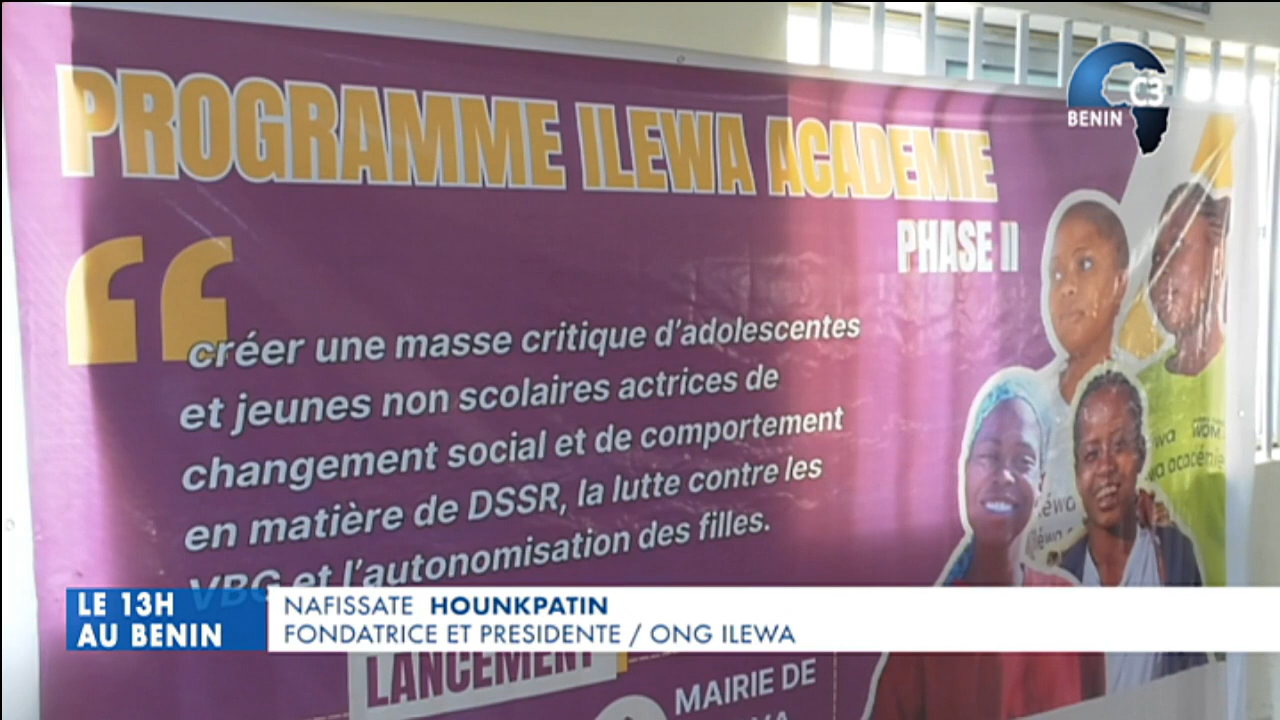 PROGRAMME ILEWA ACADEMIE
PHASE II
C3
BENIN
créer une masse critique d'adolescentes
et jeunes non scolaires actrices de
changement social et de comportement
en matière de DSSR, la lutte contre les
VBG et l'autonomisation des filles.
LE 13H
AU BENIN
NAFISSATE HOUNKPATIN
FONDATRICE ET PRESIDENTE / ONG ILEWA
LANCEMENT
MAIRIE DE